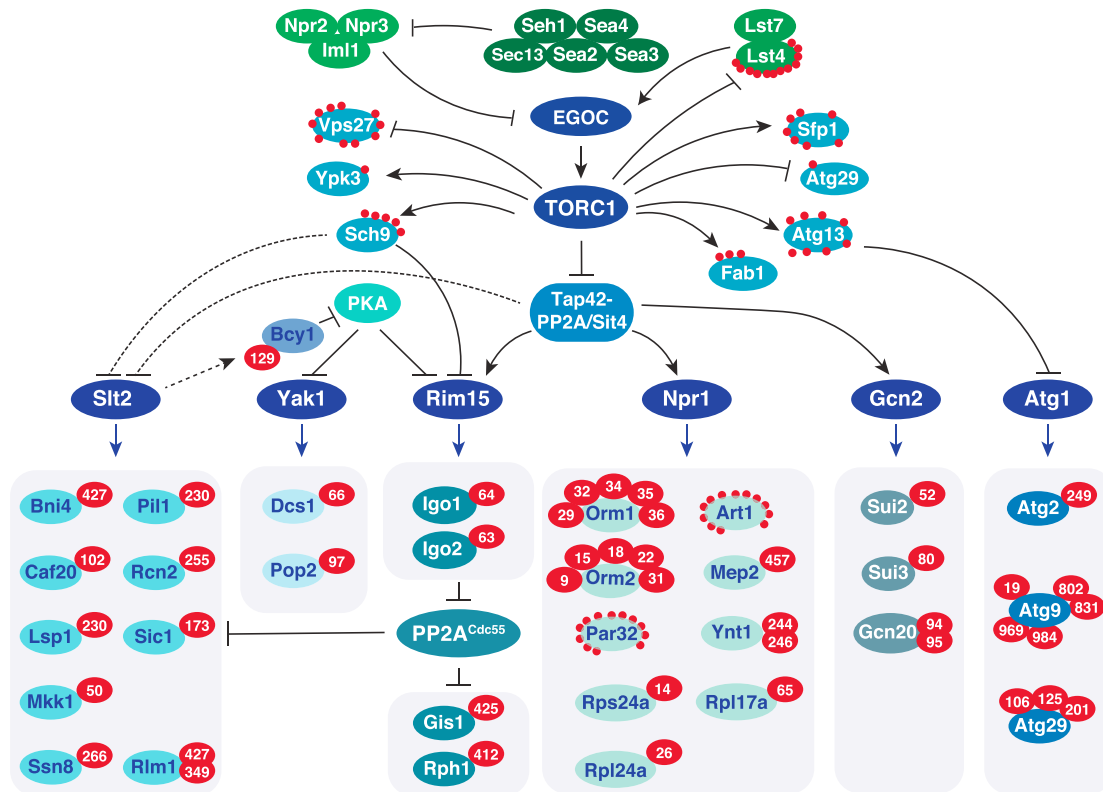 Npr2 Npr3
Iml1
Seh1 Sea4
Sec13 Sea2 Sea3
Lst7
Lst4
EGOC
Vps27
Sfp1
Ypk3
Atg29
TORC1
Sch9
Atg13
Fab1
PKA
Tap42-
PP2A/Sit4
Bcy1
129
Slt2
Yak1
Rim15
Npr1
Gcn2
Atg1
Bni4 427
Pil1 230
Caf20 102
Rcn2 255
Lsp1 230
Sic1 173
Mkk1 50
Ssn8 266
Rlm1 427
349
Dcs1 66
Pop2 97
Igo1 64
Igo2 63
PP2ACdc55
Gis1 425
Rph1 412
32 34 35
29 Orm1 36
Art1
15 18 22
9 Orm2 31
Mep2 457
Par32
Ynt1 244
246
Rps24a 14
Rpl17a 65
Rpl24a 26
Sui2 52
Sui3 80
Gcn20 94
95
Atg2 249
19 802
Atg9 831
969 984
106 125 201
Atg29